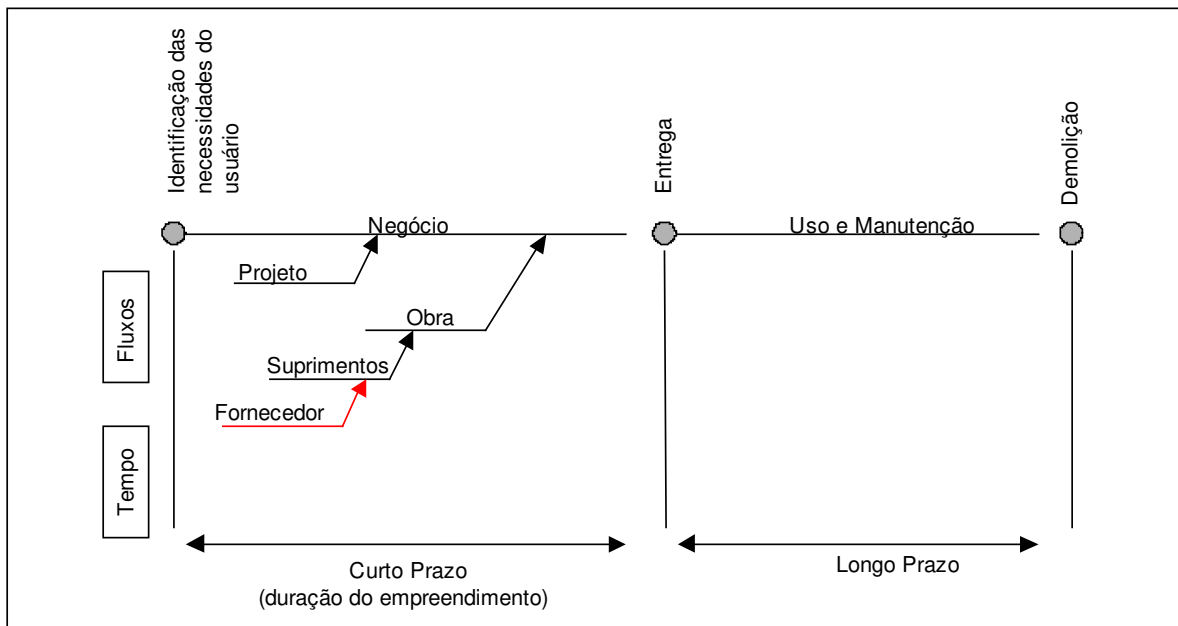 Identificação das
necessidades do
usuário
Entrega
Demolição
Negócio
Uso e Manutenção
Projeto
Obra
Suprimentos
Fornecedor
Fluxos
Tempo
Curto Prazo
(duração do empreendimento)
Longo Prazo